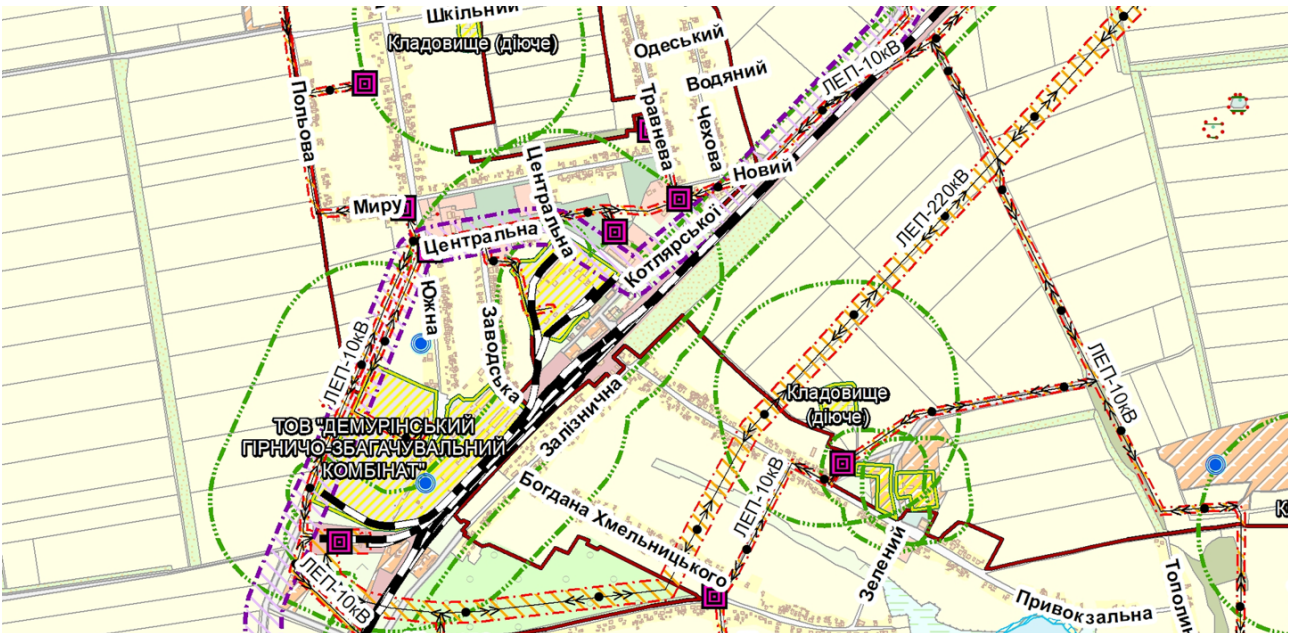 Шкільний
Кладовище (діюче)
Одеський
Водяний
ЛЕП-10кВ
Польова
Травнева
Чехова
Центральна
Новий
Миру
Центральна
Котлярської
ЛЕП-220кВ
Южна
Заводська
ЛЕП-10кВ
ЛЕП-10кВ
Кладовище
(діюче)
Залізнична
ТОВ "ДЕМУРІНСЬКИЙ
ГІРНИЧО-ЗБАГАЧУВАЛЬНИЙ
КОМБІНАТ"
Богдана Хмельницького
ЛЕП-10кВ
Зелений
ЛЕП-10кВ
Привокзальна